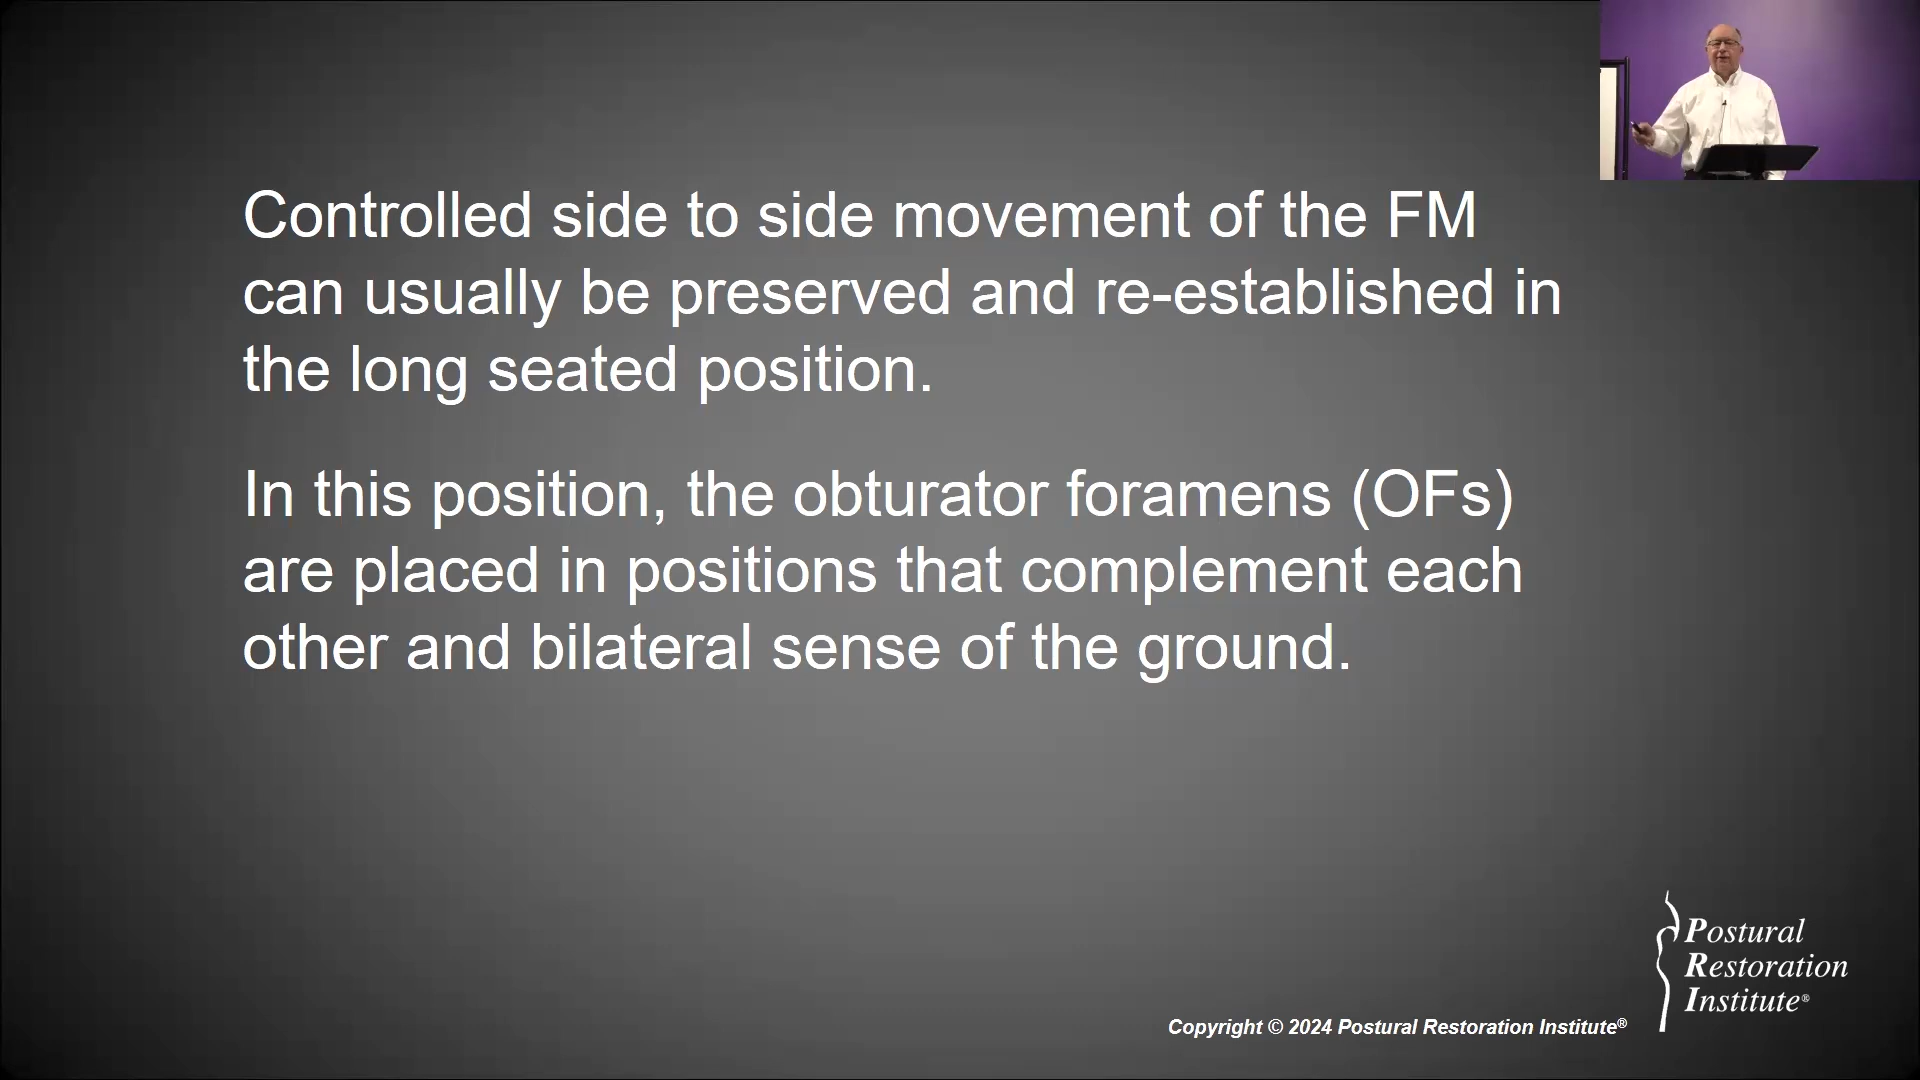 Controlled side to side movement of the FM
can usually be preserved and re-established in
the long seated position.
In this position, the obturator foramens (OFs)
are placed in positions that complement each
other and bilateral sense of the ground.
Postural
Restoration
Institute®
Copyright © 2024 Postural Restoration Institute®